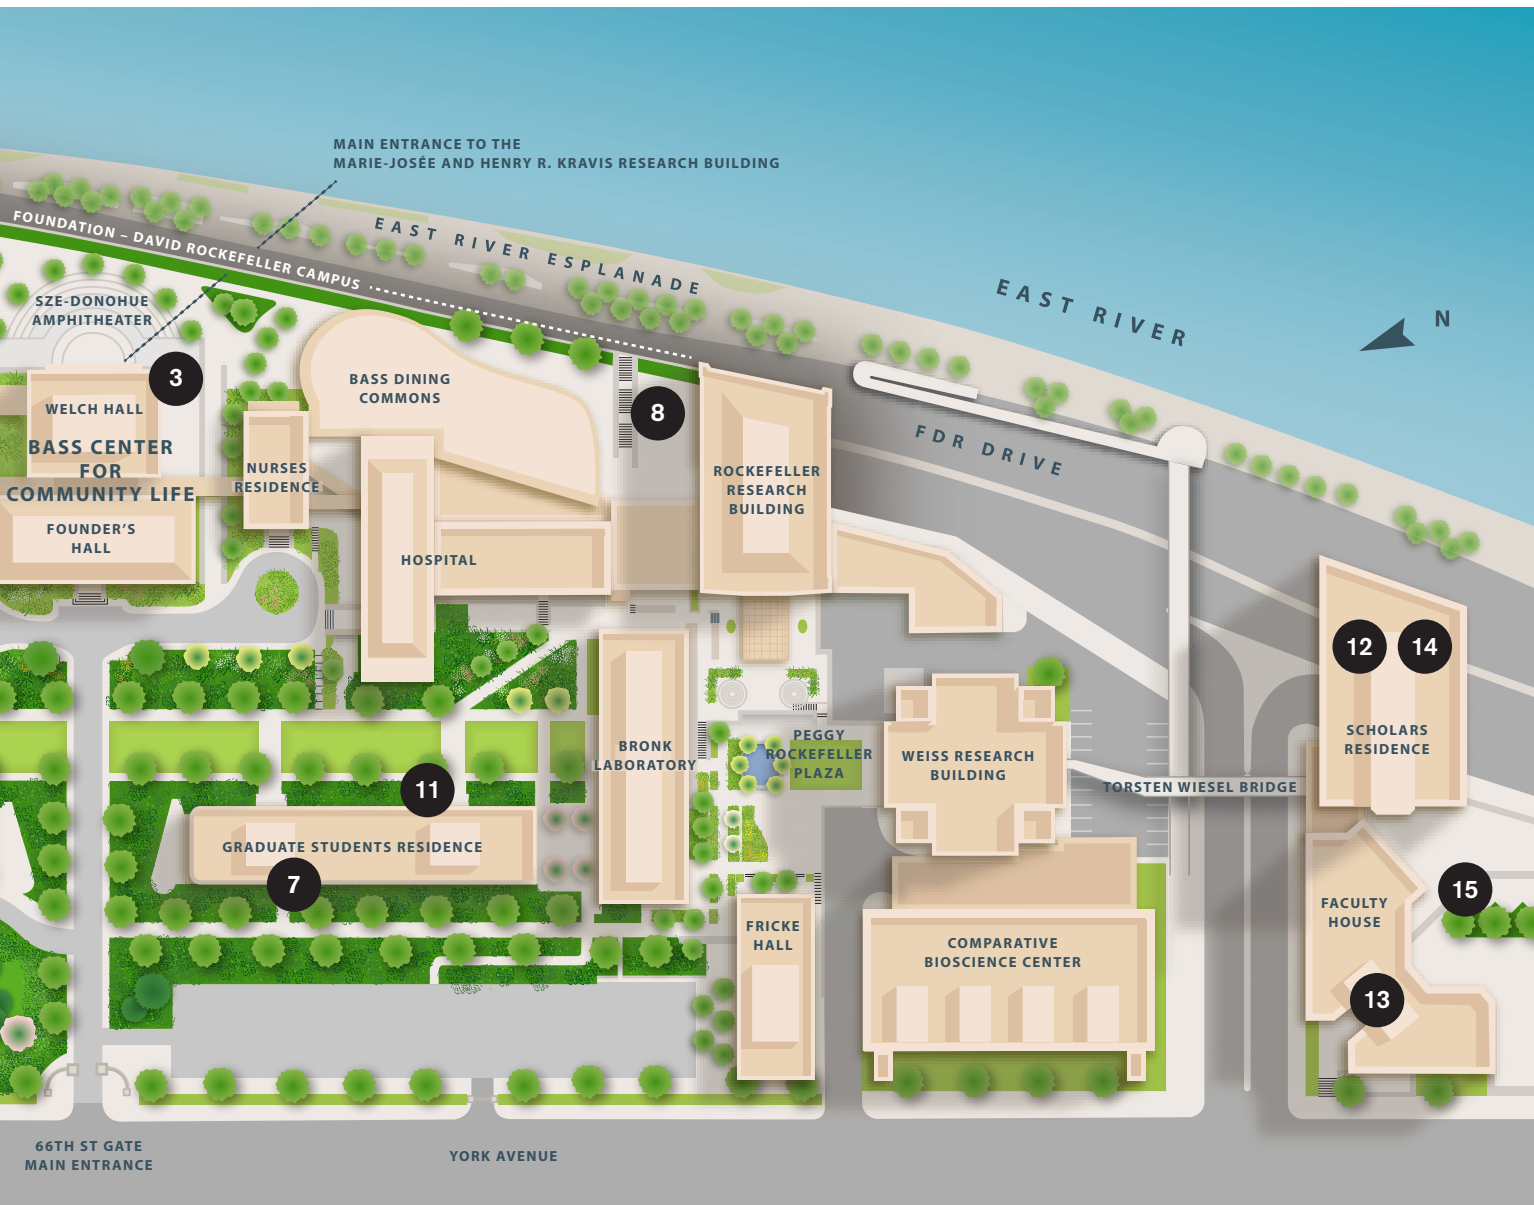 MAIN ENTRANCE TO THE
MARIE-JOSÉE AND HENRY R. KRAVIS RESEARCH BUILDING
FOUNDATION – DAVID ROCKEFELLER CAMPUS
EAST RIVER ESPLANADE
EAST RIVER
N
SZE-DONOHUE
AMPHITHEATER
3
BASS DINING
COMMONS
8
WELCH HALL
BASS CENTER
FOR
COMMUNITY LIFE
FOUNDER'S
HALL
NURSES
RESIDENCE
HOSPITAL
ROCKEFELLER
RESEARCH
BUILDING
FDR DRIVE
12
14
SCHOLARS
RESIDENCE
BRONK
LABORATORY
PEGGY
ROCKEFELLER
PLAZA
WEISS RESEARCH
BUILDING
TORSTEN WIESEL BRIDGE
11
GRADUATE STUDENTS RESIDENCE
7
15
FACULTY
HOUSE
FRICKE
HALL
COMPARATIVE
BIOSCIENCE CENTER
13
66TH ST GATE
MAIN ENTRANCE
YORK AVENUE